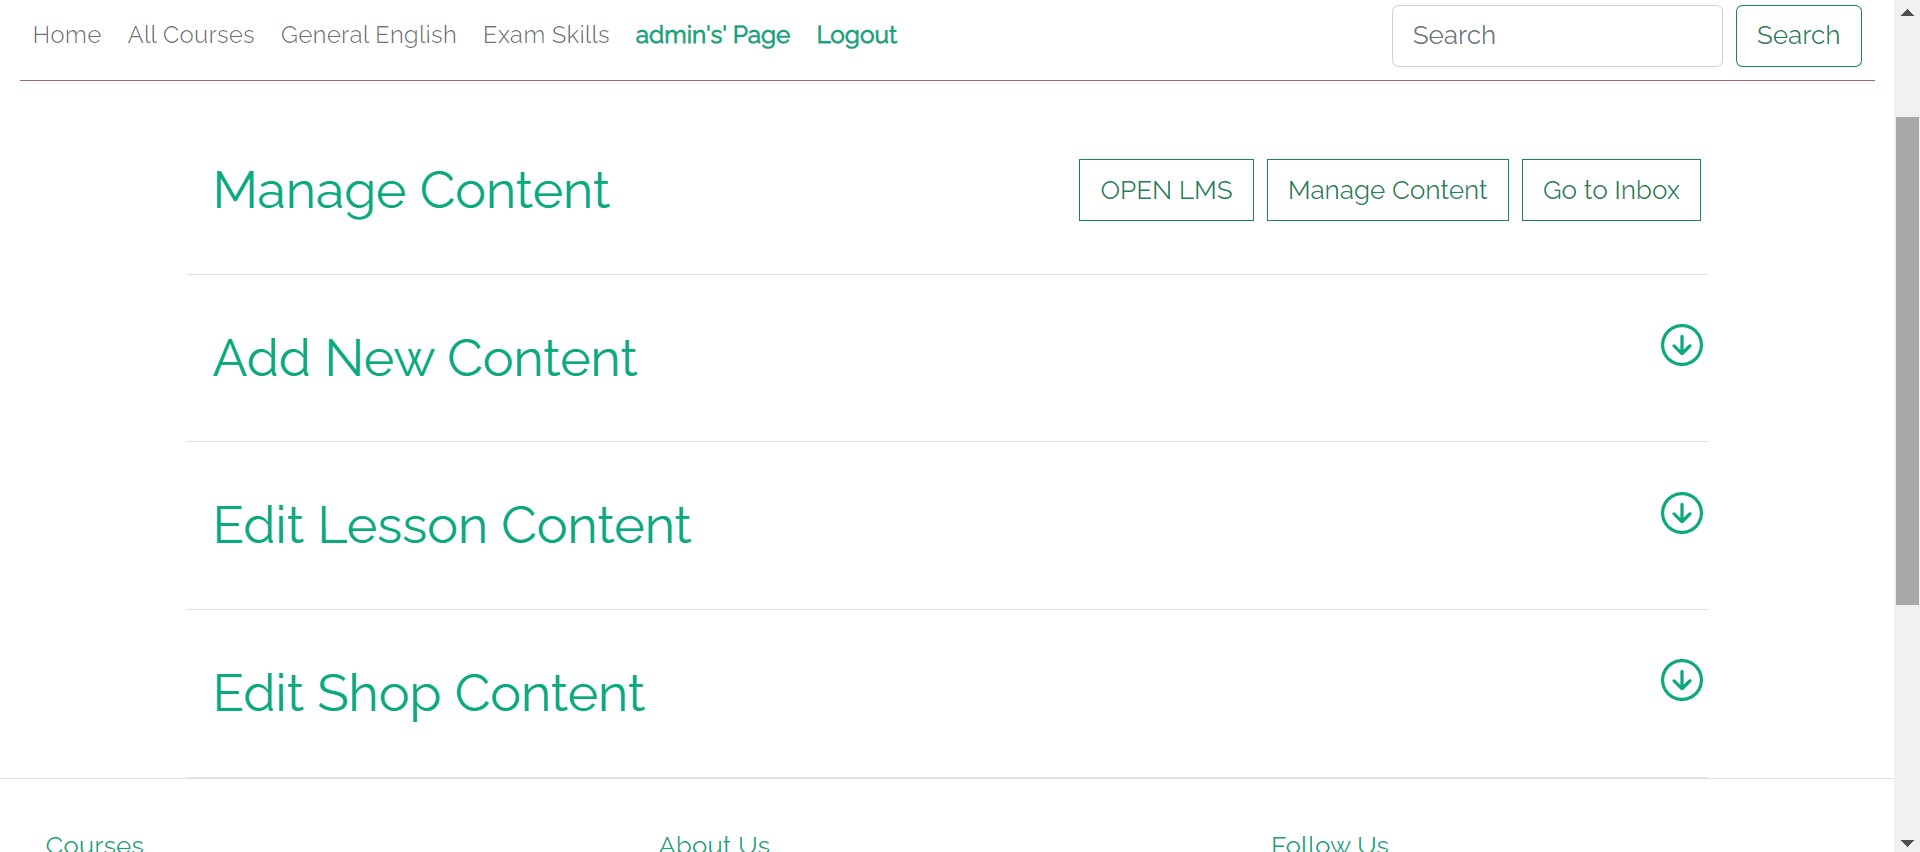 Home All Courses General English Exam Skills admin's' Page Logout Search Search
Manage Content OPEN LMS Manage Content Go to Inbox
Add New Content
Edit Lesson Content
Edit Shop Content
Courses About Us Follow Us